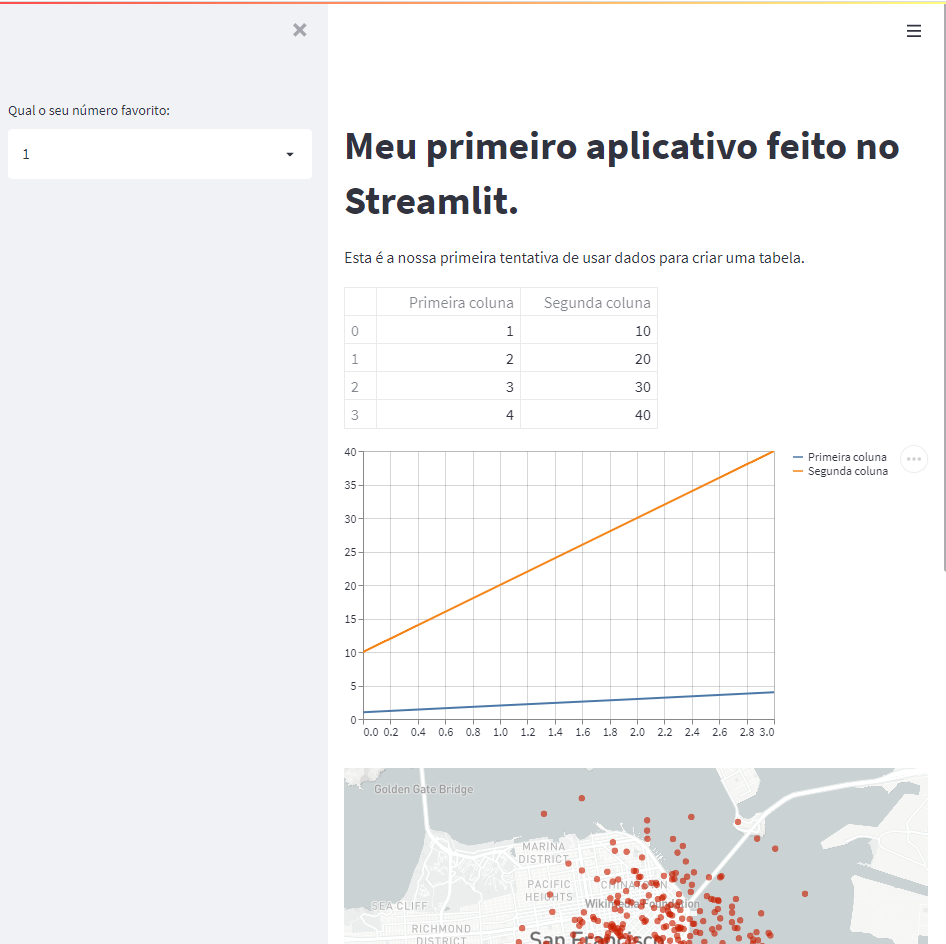 Qual o seu número favorito:
1
Meu primeiro aplicativo feito no
Streamlit.
Esta é a nossa primeira tentativa de usar dados para criar uma tabela.
Primeira coluna Segunda coluna
0 1 10
1 2 20
2 3 30
3 4 40
Primeira coluna
Segunda coluna
40
35
30
25
20
15
10
5
0
0.0 0.2 0.4 0.6 0.8 1.0 1.2 1.4 1.6 1.8 2.0 2.2 2.4 2.6 2.8 3.0
Golden Gate Bridge
MARINA
DISTRICT
PACIFIC
HEIGHTS
CHINATOWN
SEA CLIFF
Wikimedia Foundation
RICHMOND
DISTRICT
San Francisco